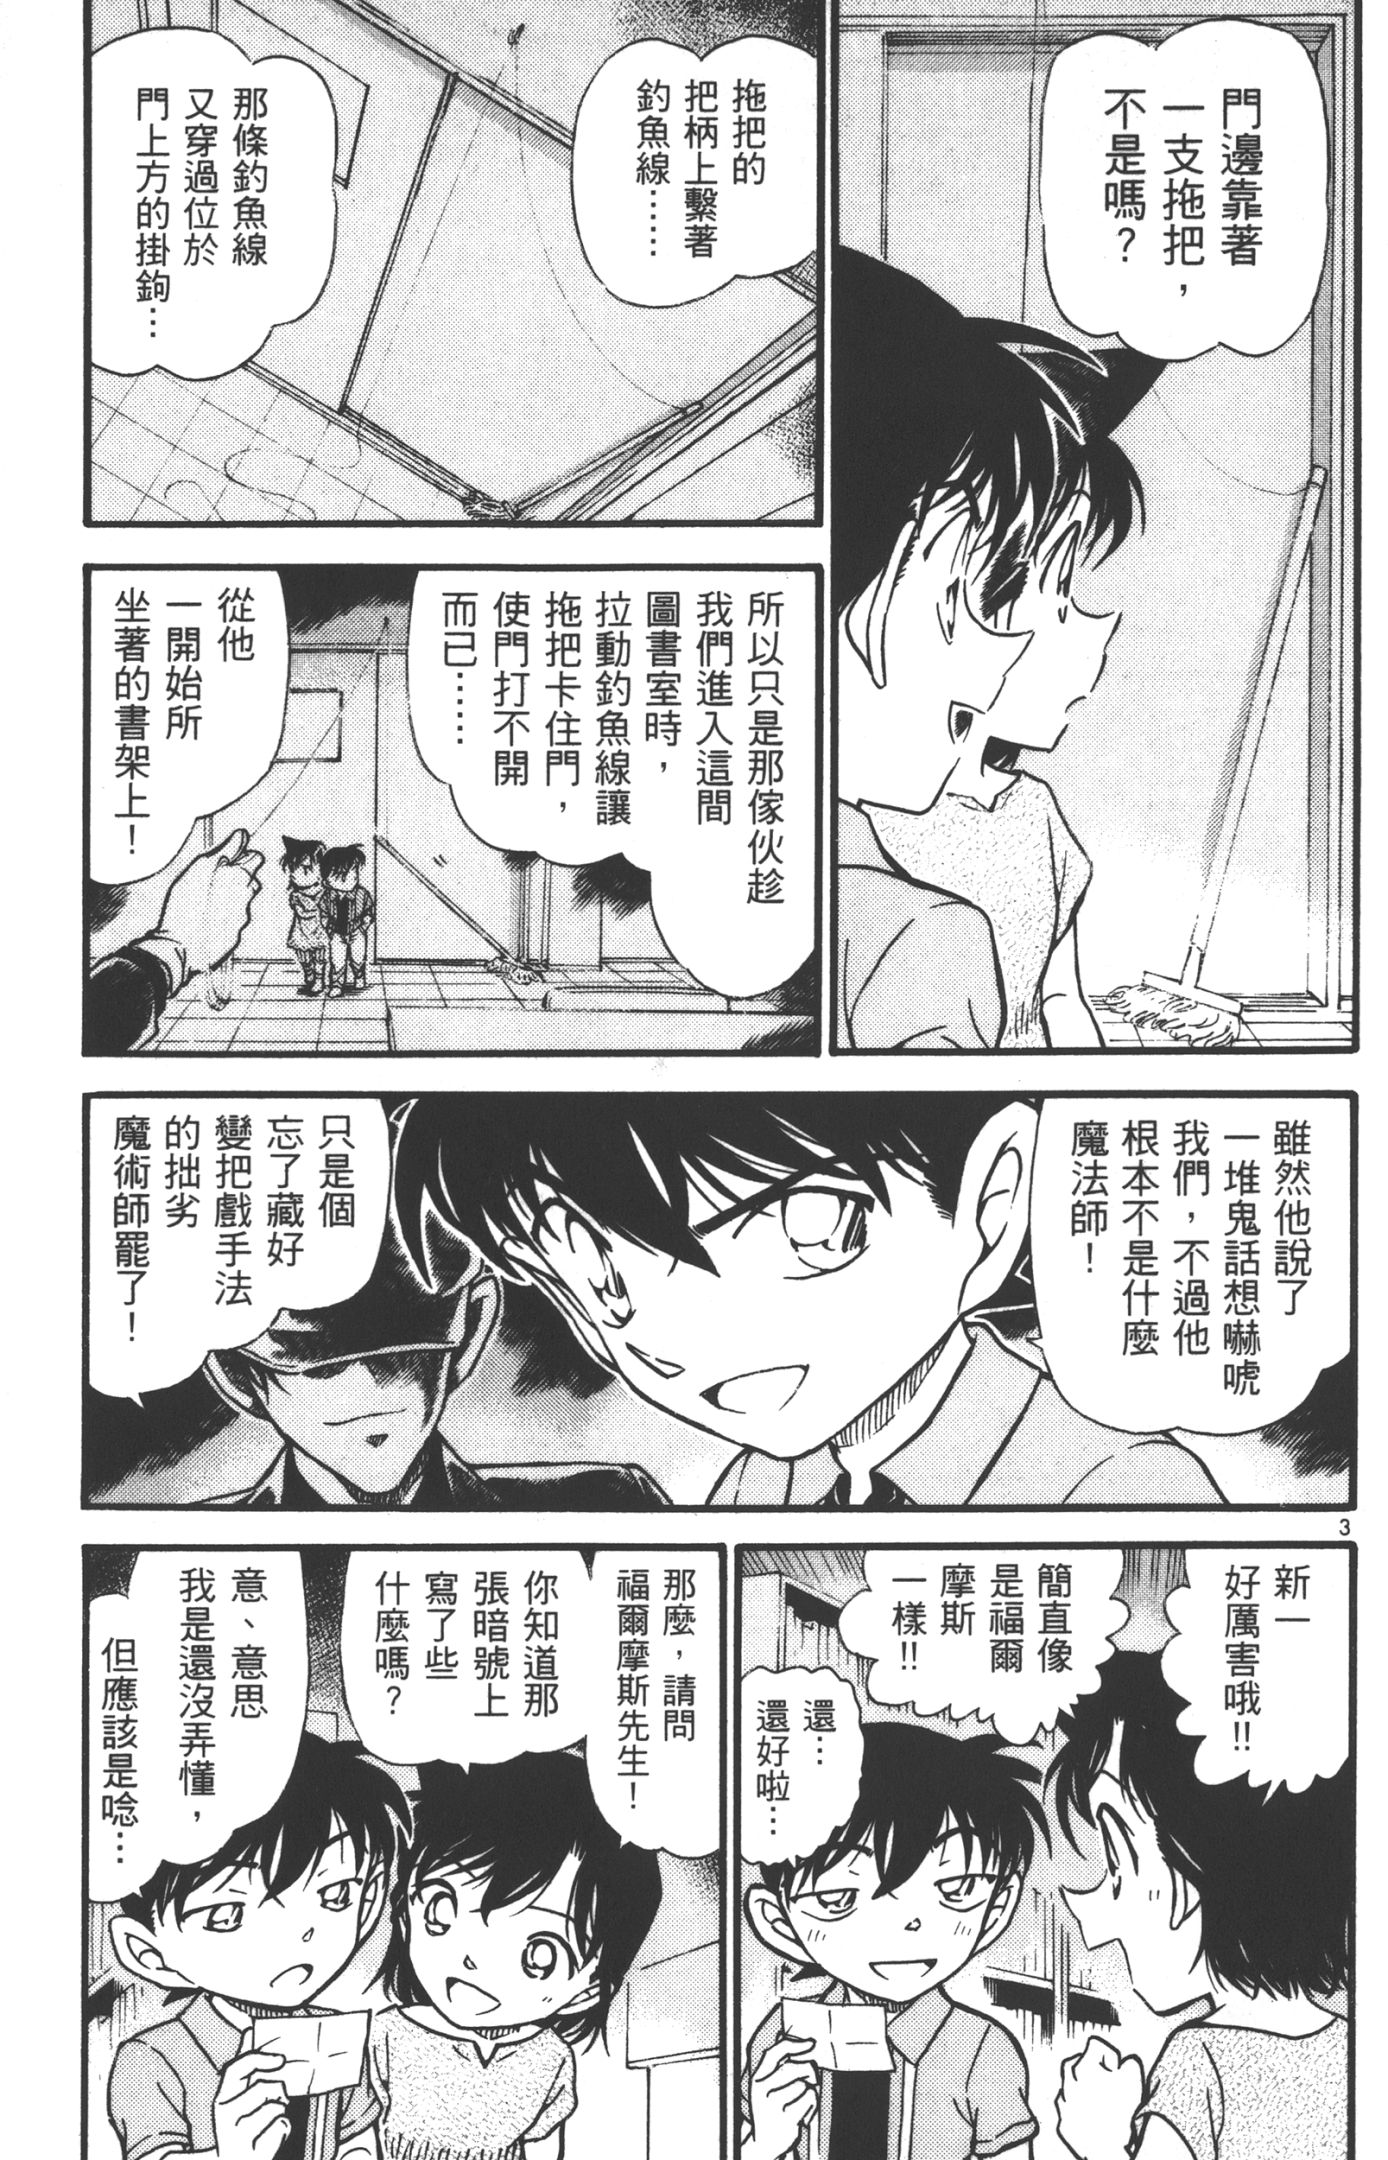 門邊靠著
一支拖把，
不是嗎？
拖把的
把柄上繫著
釣魚線……
那條釣魚線
又穿過位於
門上方的掛鉤…
所以只是那傢伙趁
我們進入這間
圖書室時，
拉動釣魚線讓
拖把卡住門，
使門打不開
而已……
從他
一開始所
坐著的書架上！
雖然他說了
一堆鬼話想嚇唬
我們，不過他
根本不是什麼
魔法師！
只是個
忘了藏好
變把戲手法
的拙劣
魔術師罷了！
3
新一
好厲害哦!!
簡直像
是福爾
摩斯
一樣!!
還…
還好啦…
那麼，請問
福爾摩斯先生！
你知道那
張暗號上
寫了些
什麼嗎？
意、意思
我是還沒弄懂，
但應該是唸…